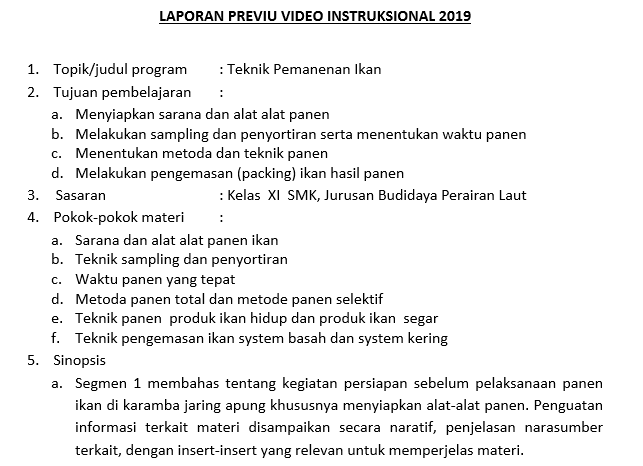 LAPORAN PREVIU VIDEO INSTRUKSIONAL 2019
1. Topik/judul program : Teknik Pemanenan Ikan
2. Tujuan pembelajaran :
a. Menyiapkan sarana dan alat alat panen
b. Melakukan sampling dan penyortiran serta menentukan waktu panen
c. Menentukan metoda dan teknik panen
d. Melakukan pengemasan (packing) ikan hasil panen
3. Sasaran : Kelas XI SMK, Jurusan Budidaya Perairan Laut
4. Pokok-pokok materi :
a. Sarana dan alat alat panen ikan
b. Teknik sampling dan penyortiran
c. Waktu panen yang tepat
d. Metoda panen total dan metode panen selektif
e. Teknik panen produk ikan hidup dan produk ikan segar
f. Teknik pengemasan ikan system basah dan system kering
5. Sinopsis
a. Segmen 1 membahas tentang kegiatan persiapan sebelum pelaksanaan panen
ikan di karamba jaring apung khususnya menyiapkan alat-alat panen. Penguatan
informasi terkait materi disampaikan secara naratif, penjelasan narasumber
terkait, dengan insert-insert yang relevan untuk memperjelas materi.